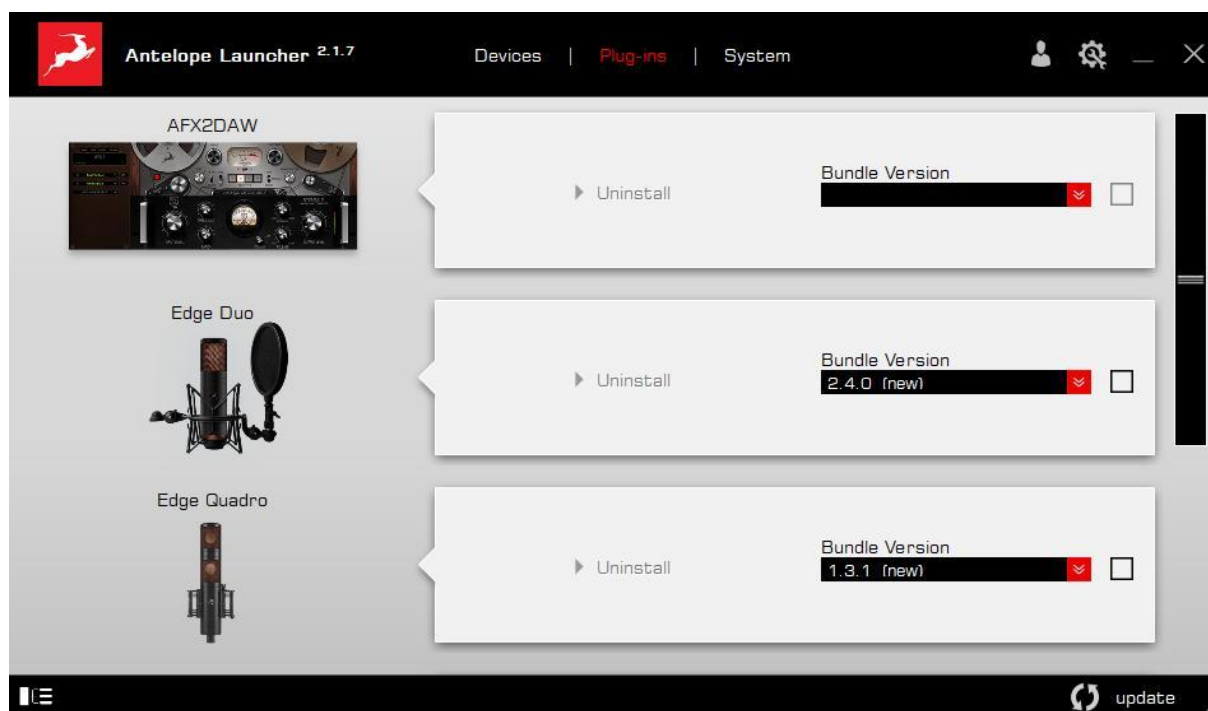 Antelope Launcher 2.1.7
Devices | Plug-ins | System
AFX2DAW
Uninstall
Bundle Version
Edge Duo
Uninstall
Bundle Version
2.4.0 (new)
Edge Quadro
Uninstall
Bundle Version
1.3.1 (new)
update